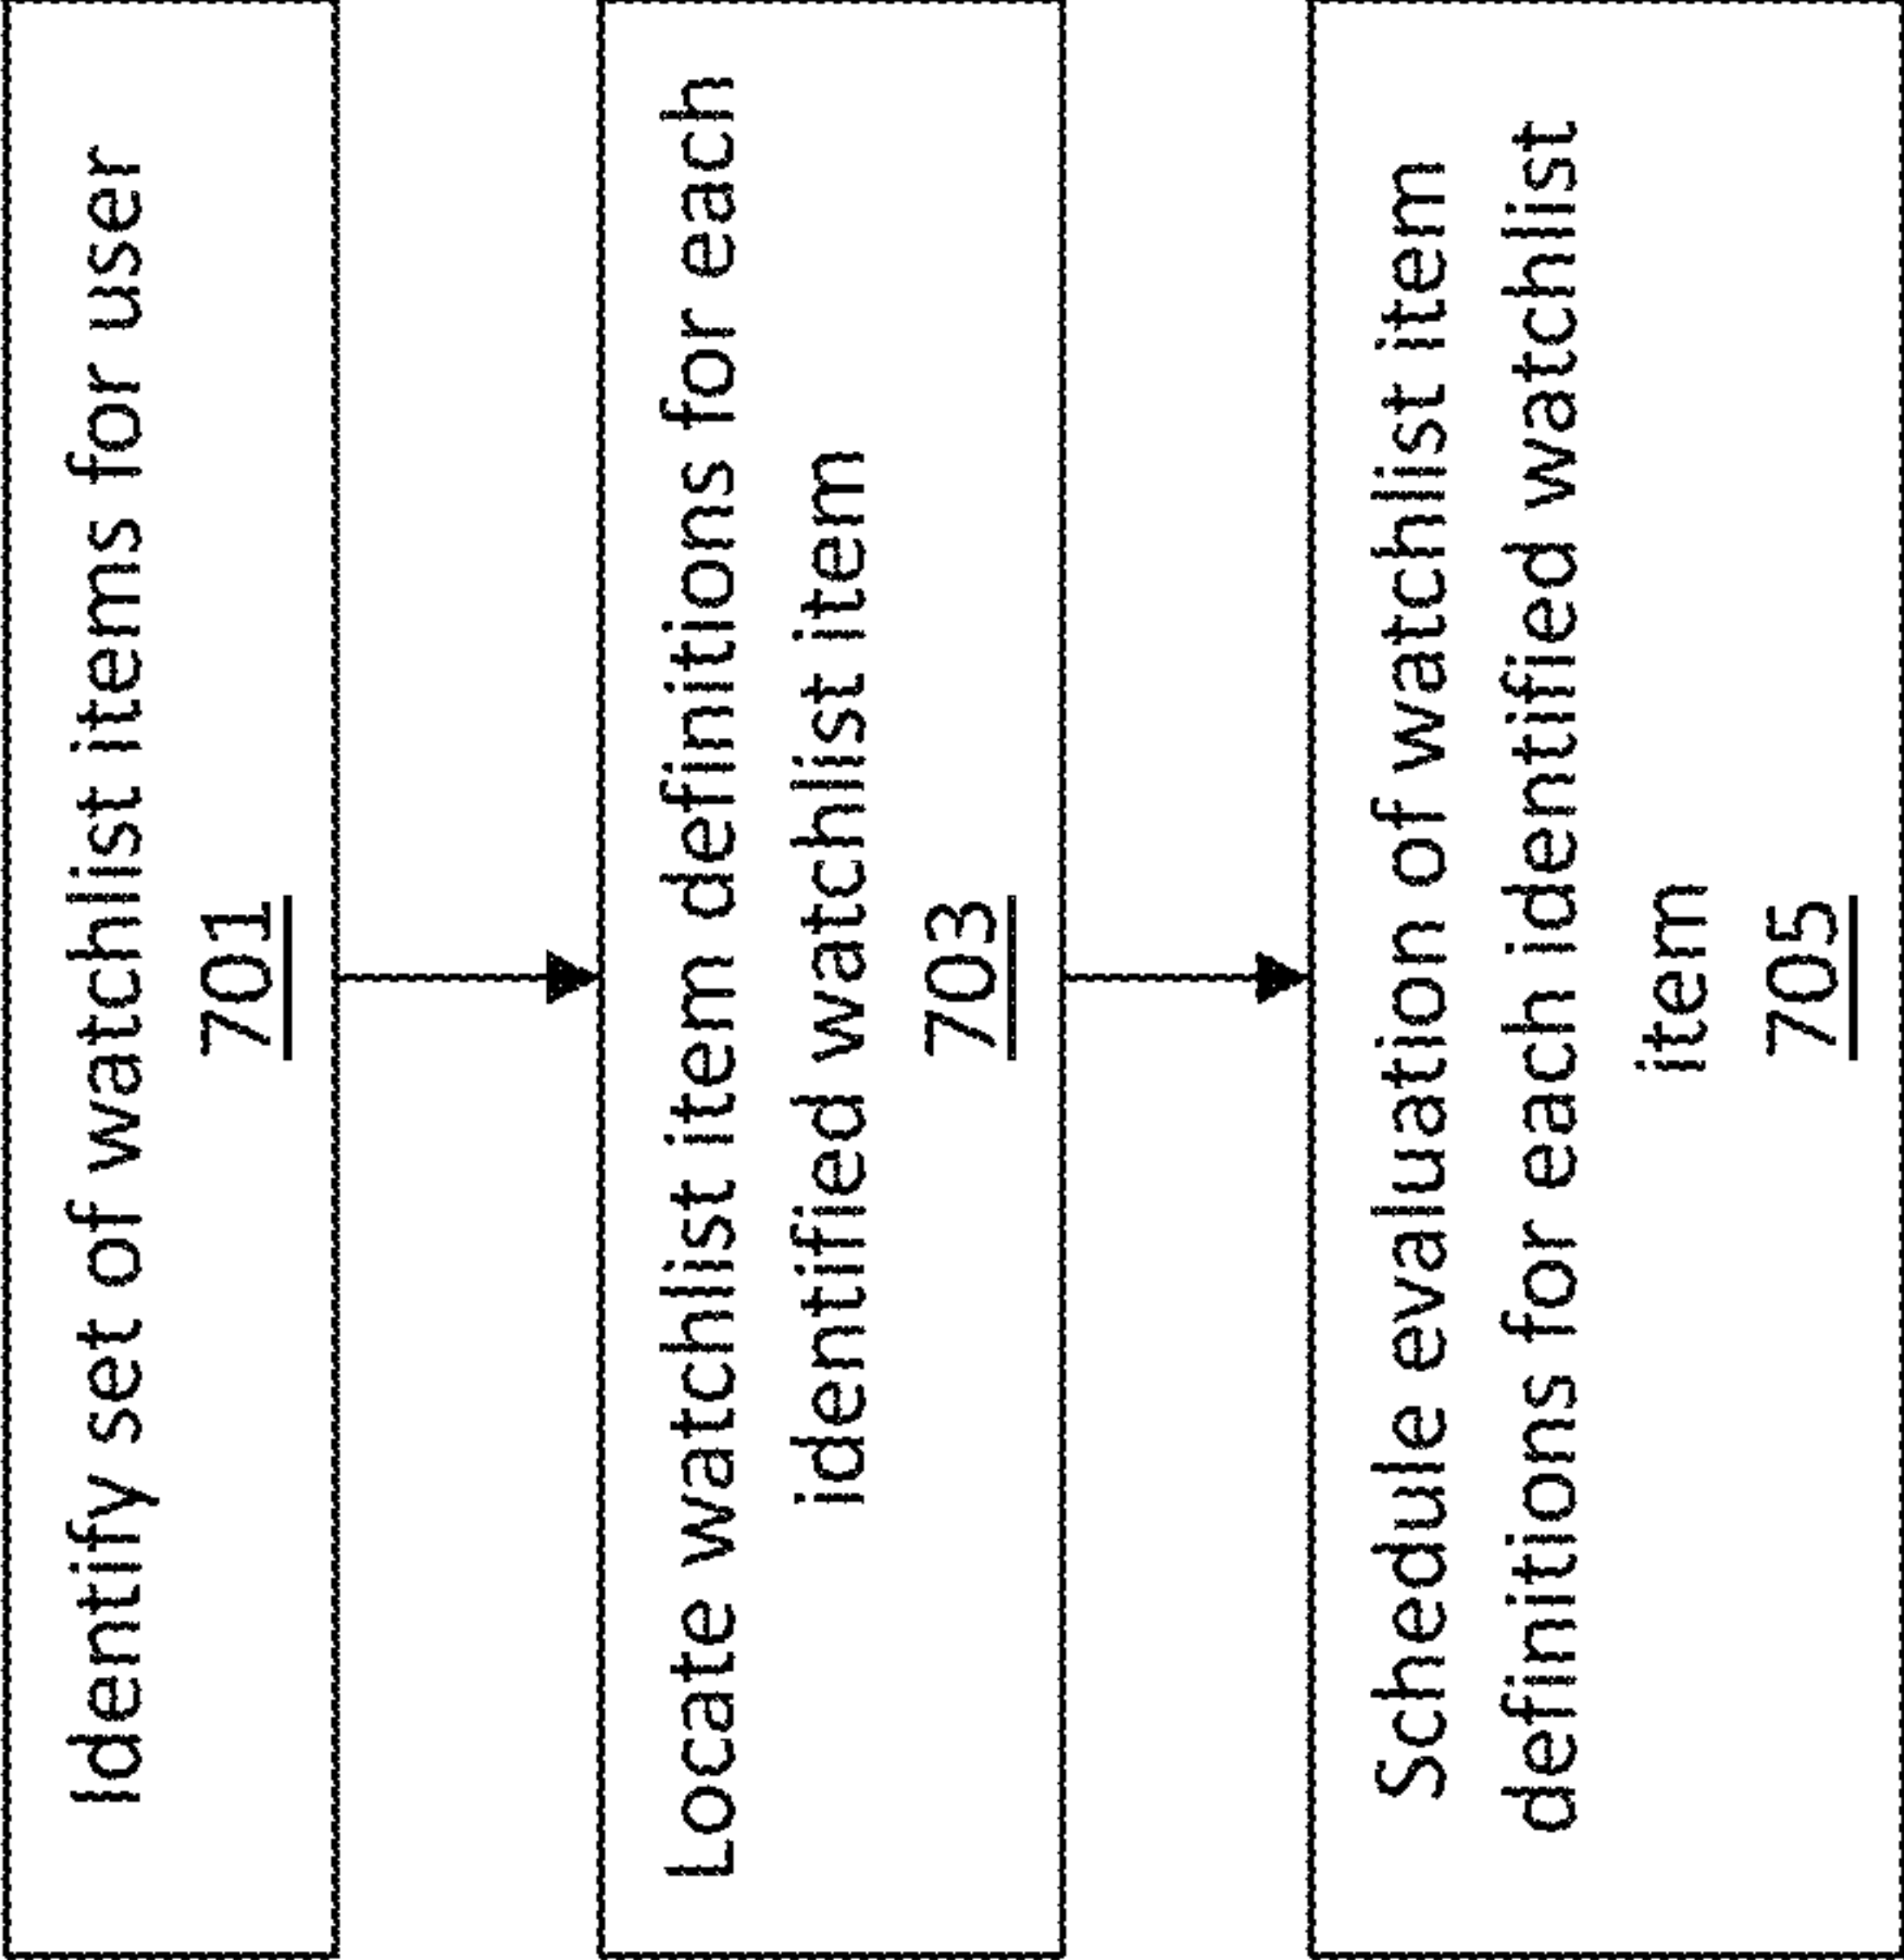 Identify set of watchlist items for user
701
Locate watchlist item definitions for each
identified watchlist item
703
Schedule evaluation of watchlist item
definitions for each identified watchlist
item
705